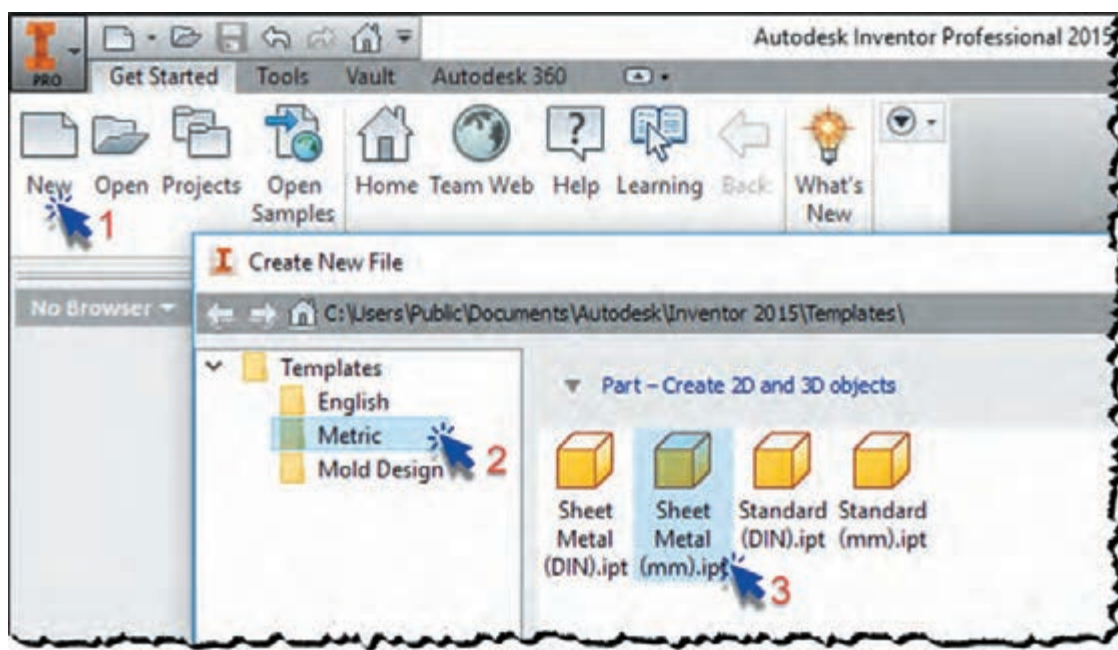 Autodesk Inventor Professional 2015
PRO
Get Started Tools Vault Autodesk 360
New Open Projects Open Samples Home Team Web Help Learning Back What's New
1
Create New File
No Browser
C:\Users\Public\Documents\Autodesk\Inventor 2015\Templates\
Templates
English
Metric
2
Mold Design
Part – Create 2D and 3D objects
Sheet Metal (DIN).ipt
Sheet Metal (mm).ipt
Standard (DIN).ipt
Standard (mm).ipt
3